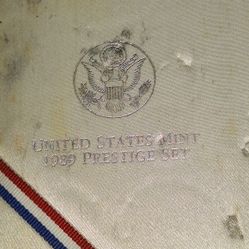 UNITED STATES MINT
1989 PRESTIGE SET